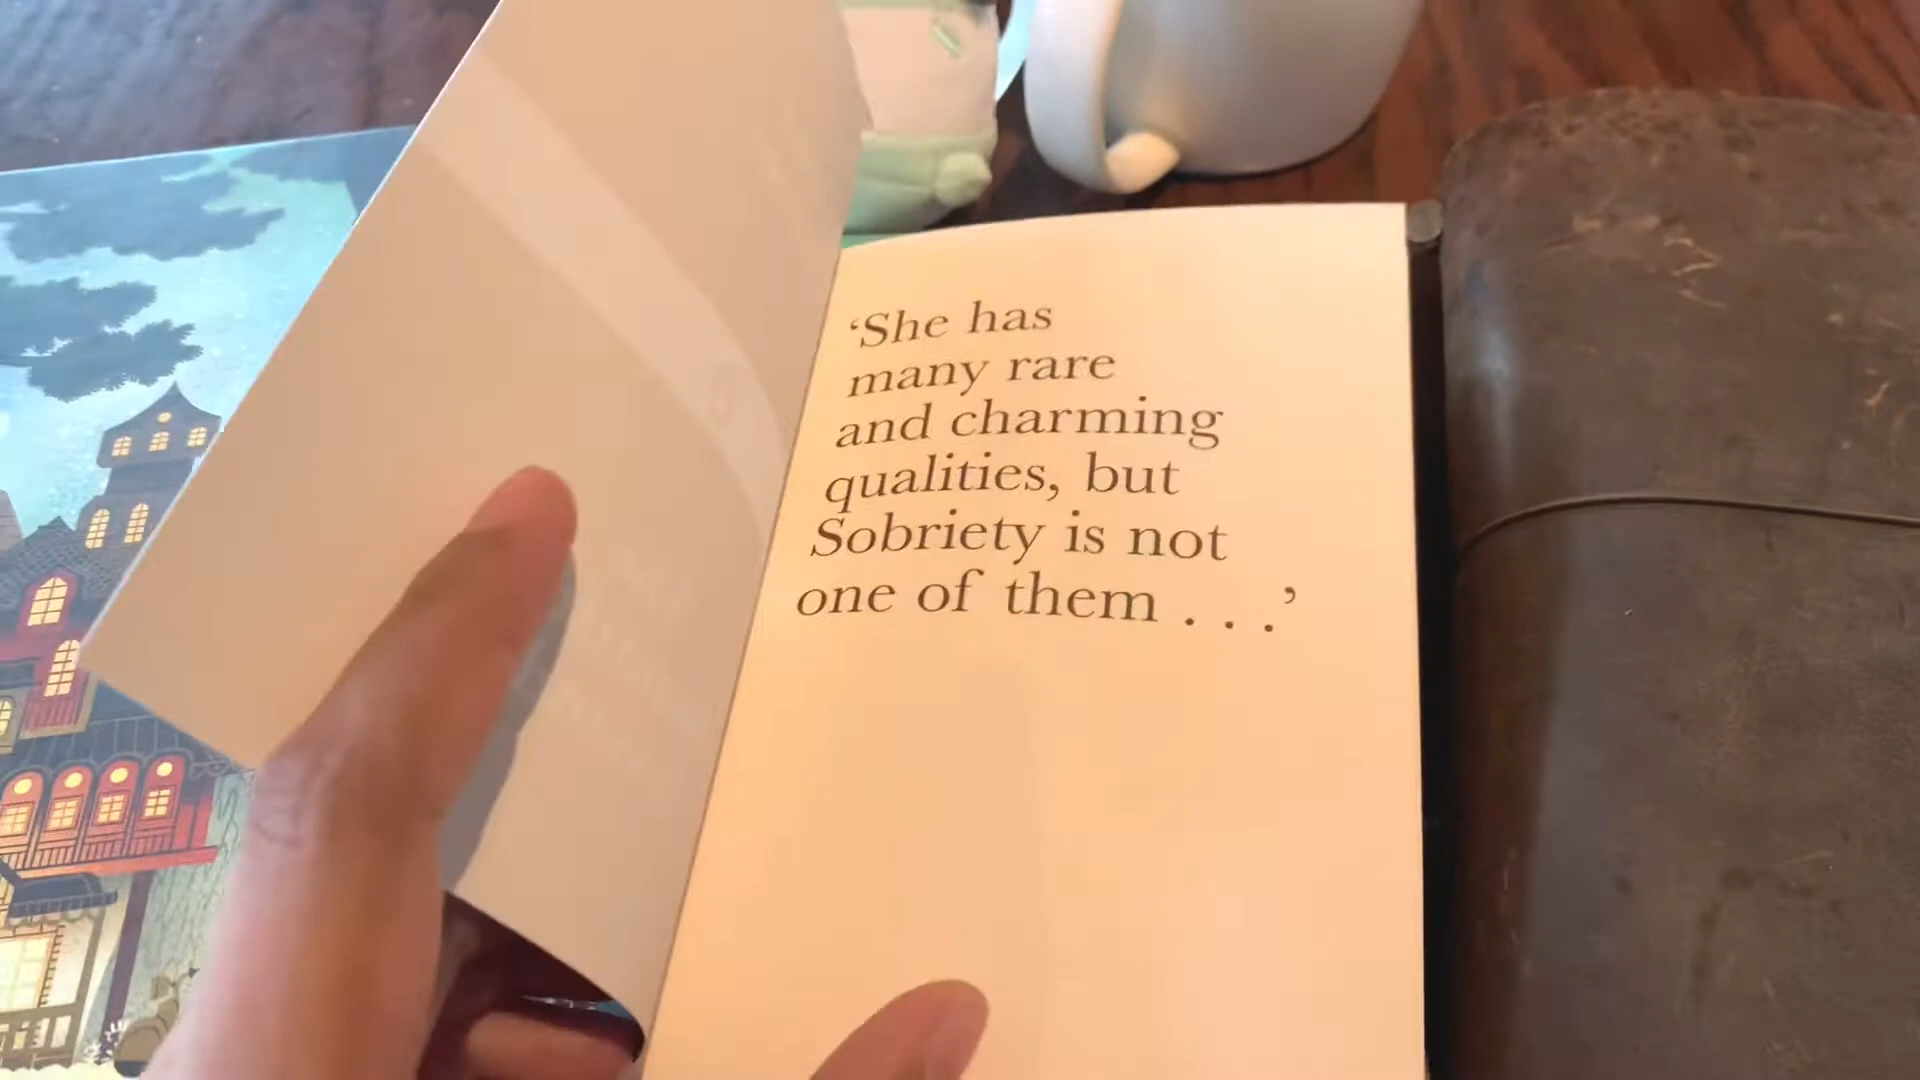 ‘She has
many rare
and charming
qualities, but
Sobriety is not
one of them . . .’